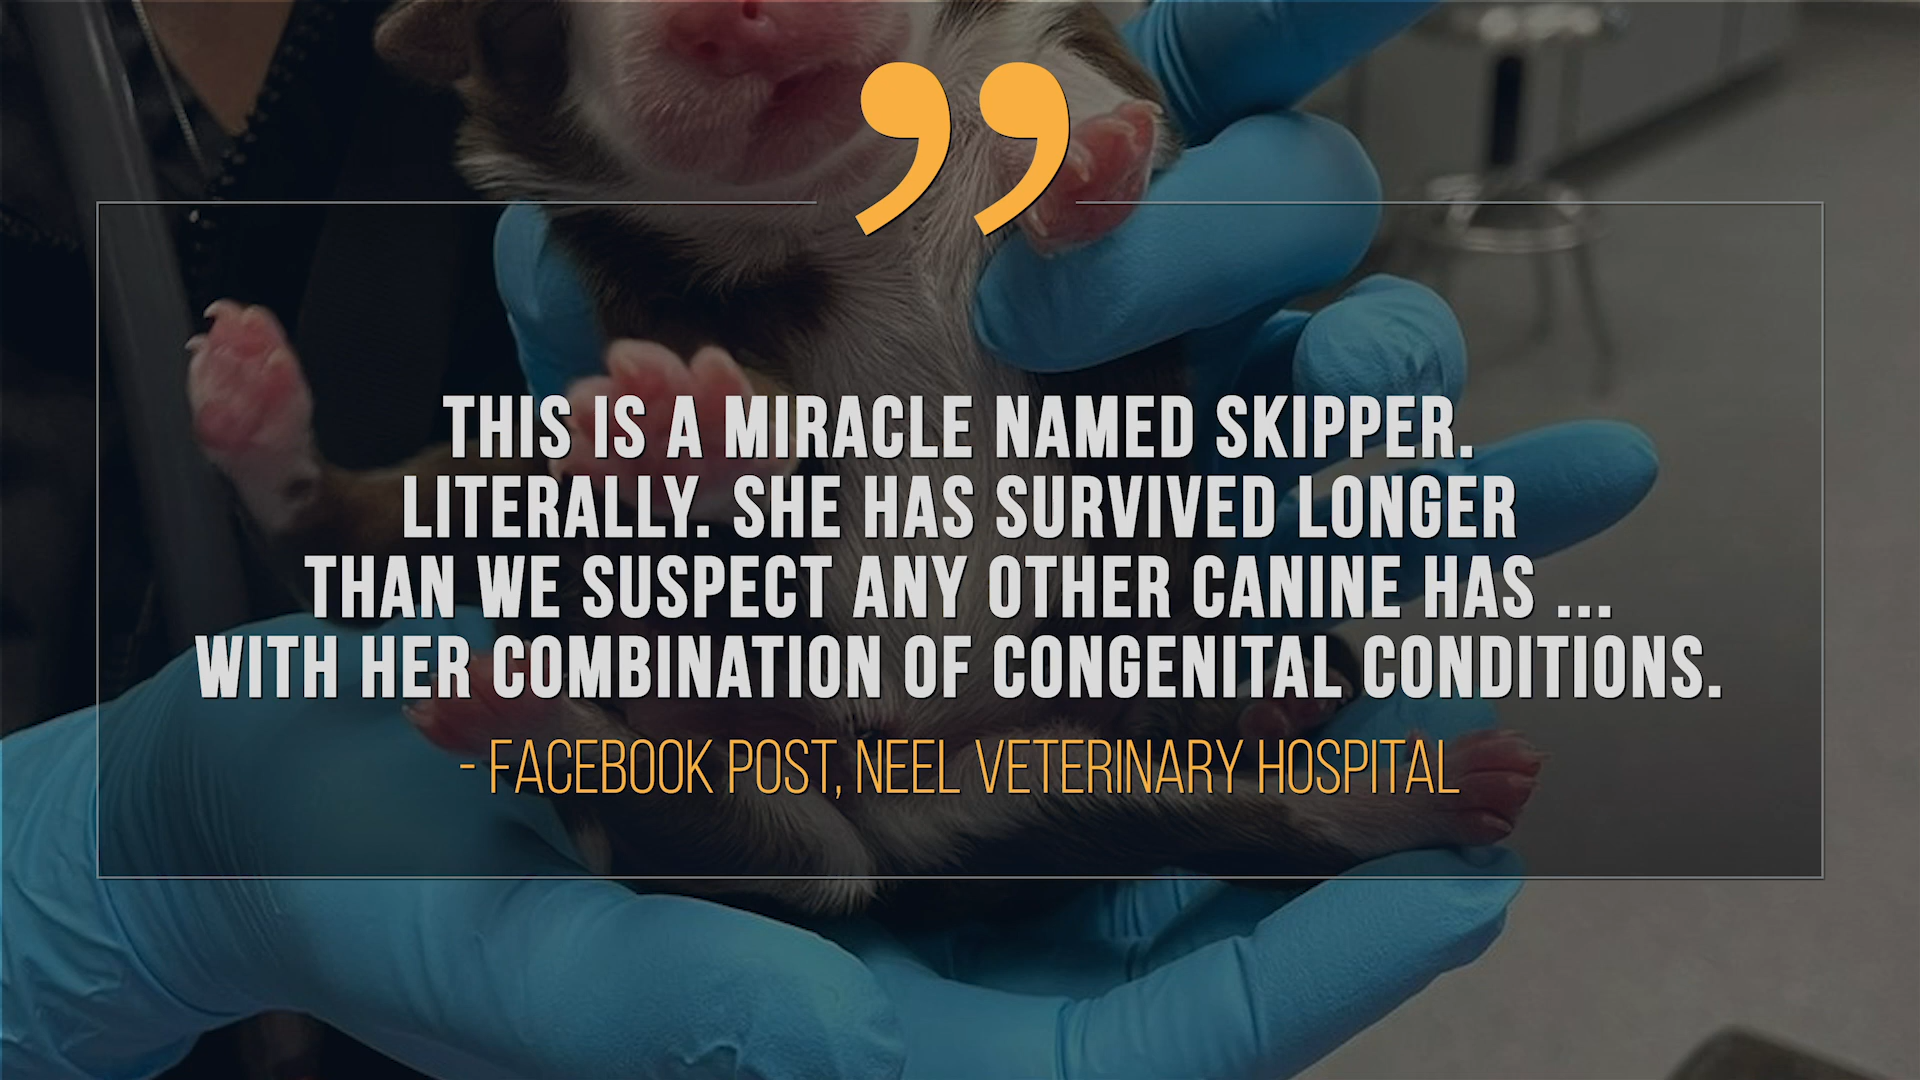 ”
THIS IS A MIRACLE NAMED SKIPPER.
LITERALLY. SHE HAS SURVIVED LONGER
THAN WE SUSPECT ANY OTHER CANINE HAS ...
WITH HER COMBINATION OF CONGENITAL CONDITIONS.
- FACEBOOK POST, NEEL VETERINARY HOSPITAL